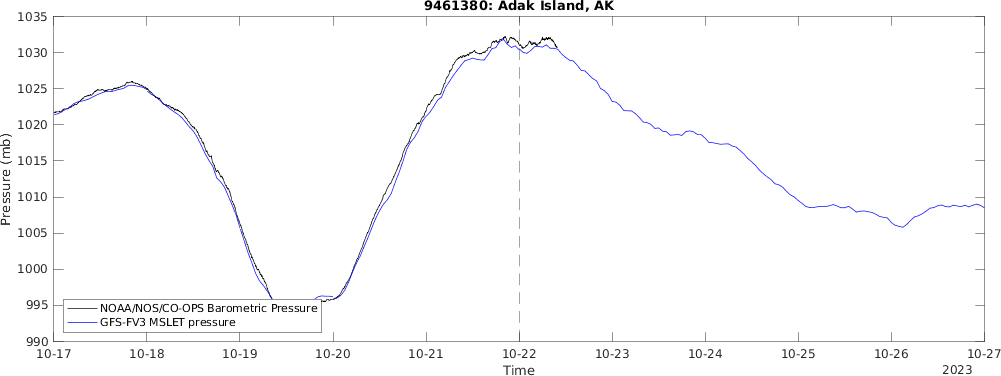 9461380: Adak Island, AK
Pressure (mb)
1035
1030
1025
1020
1015
1010
1005
1000
995
990
NOAA/NOS/CO-OPS Barometric Pressure
GFS-FV3 MSLET pressure
10-17 10-18 10-19 10-20 10-21 10-22 10-23 10-24 10-25 10-26 10-27
Time
2023